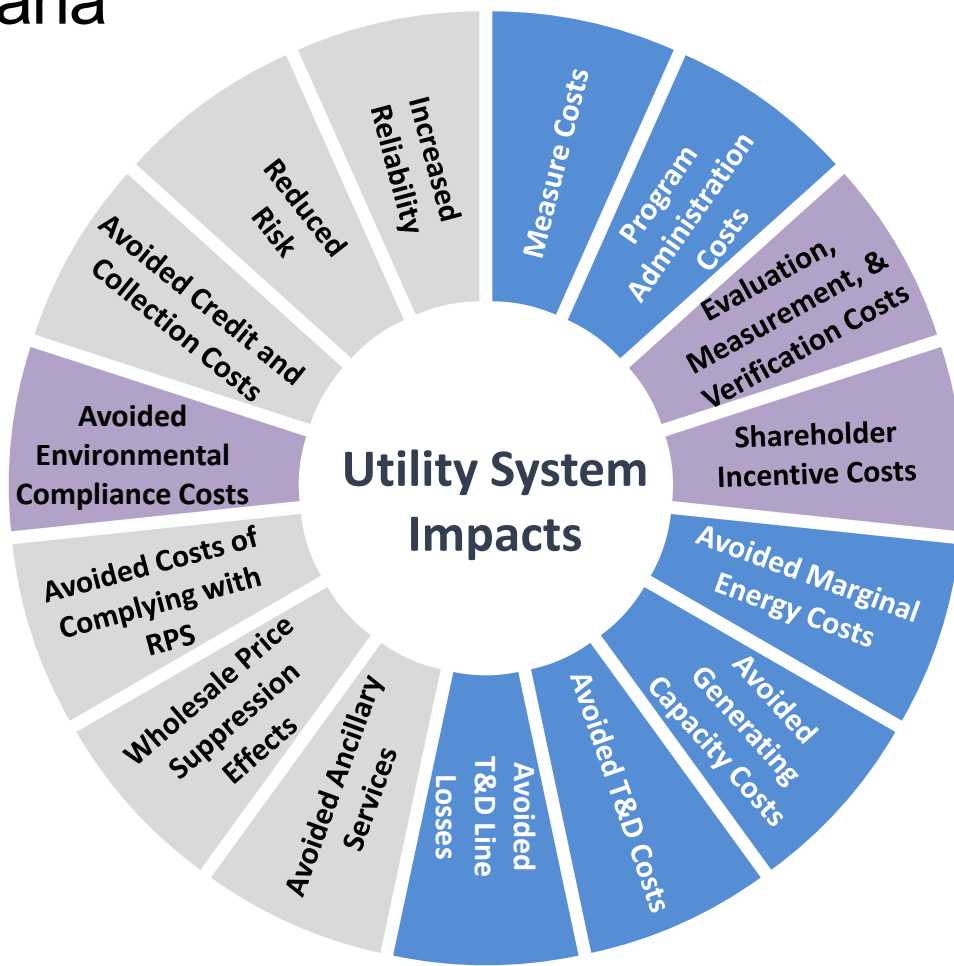 Measure Costs
Program
Administration
Costs
Evaluation,
Measurement, &
Verification Costs
Shareholder
Incentive Costs
Avoided Marginal
Energy Costs
Avoided
Generating
Capacity Costs
Avoided T&D Costs
Avoided
T&D Line
Losses
Avoided Ancillary
Services
Wholesale Price
Suppression
Effects
Avoided Costs of
Complying with
RPS
Avoided
Environmental
Compliance Costs
Avoided Credit and
Collection Costs
Reduced
Risk
Increased
Reliability
Utility System
Impacts